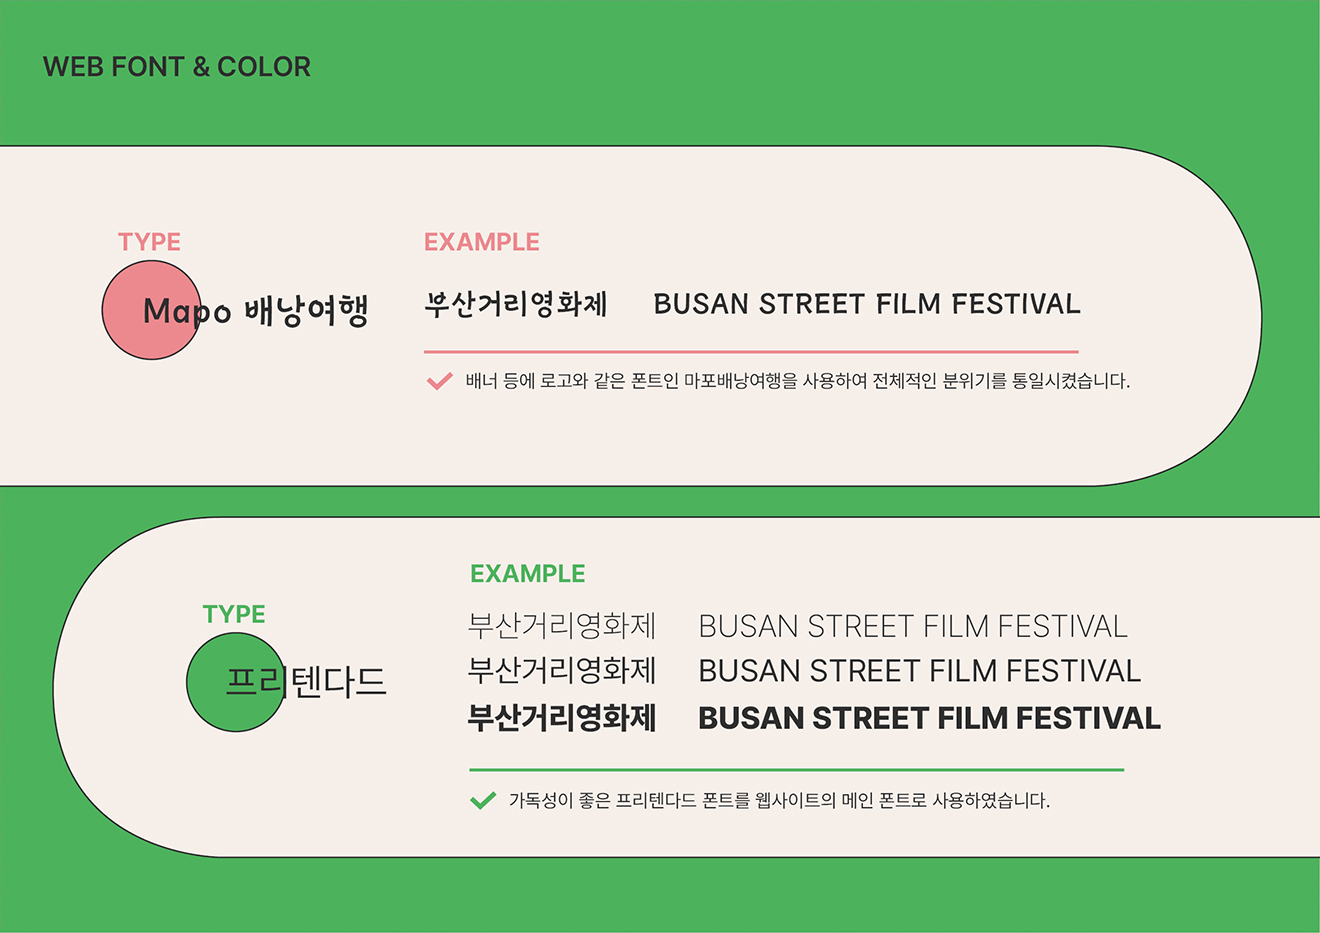 WEB FONT & COLOR
TYPE
Mapo 배낭여행
EXAMPLE
부산거리영화제 BUSAN STREET FILM FESTIVAL
배너 등에 로고와 같은 폰트인 마포배낭여행을 사용하여 전체적인 분위기를 통일시켰습니다.
TYPE
프리텐다드
EXAMPLE
부산거리영화제 BUSAN STREET FILM FESTIVAL
부산거리영화제 BUSAN STREET FILM FESTIVAL
부산거리영화제 BUSAN STREET FILM FESTIVAL
가독성이 좋은 프리텐다드 폰트를 웹사이트의 메인 폰트로 사용하였습니다.